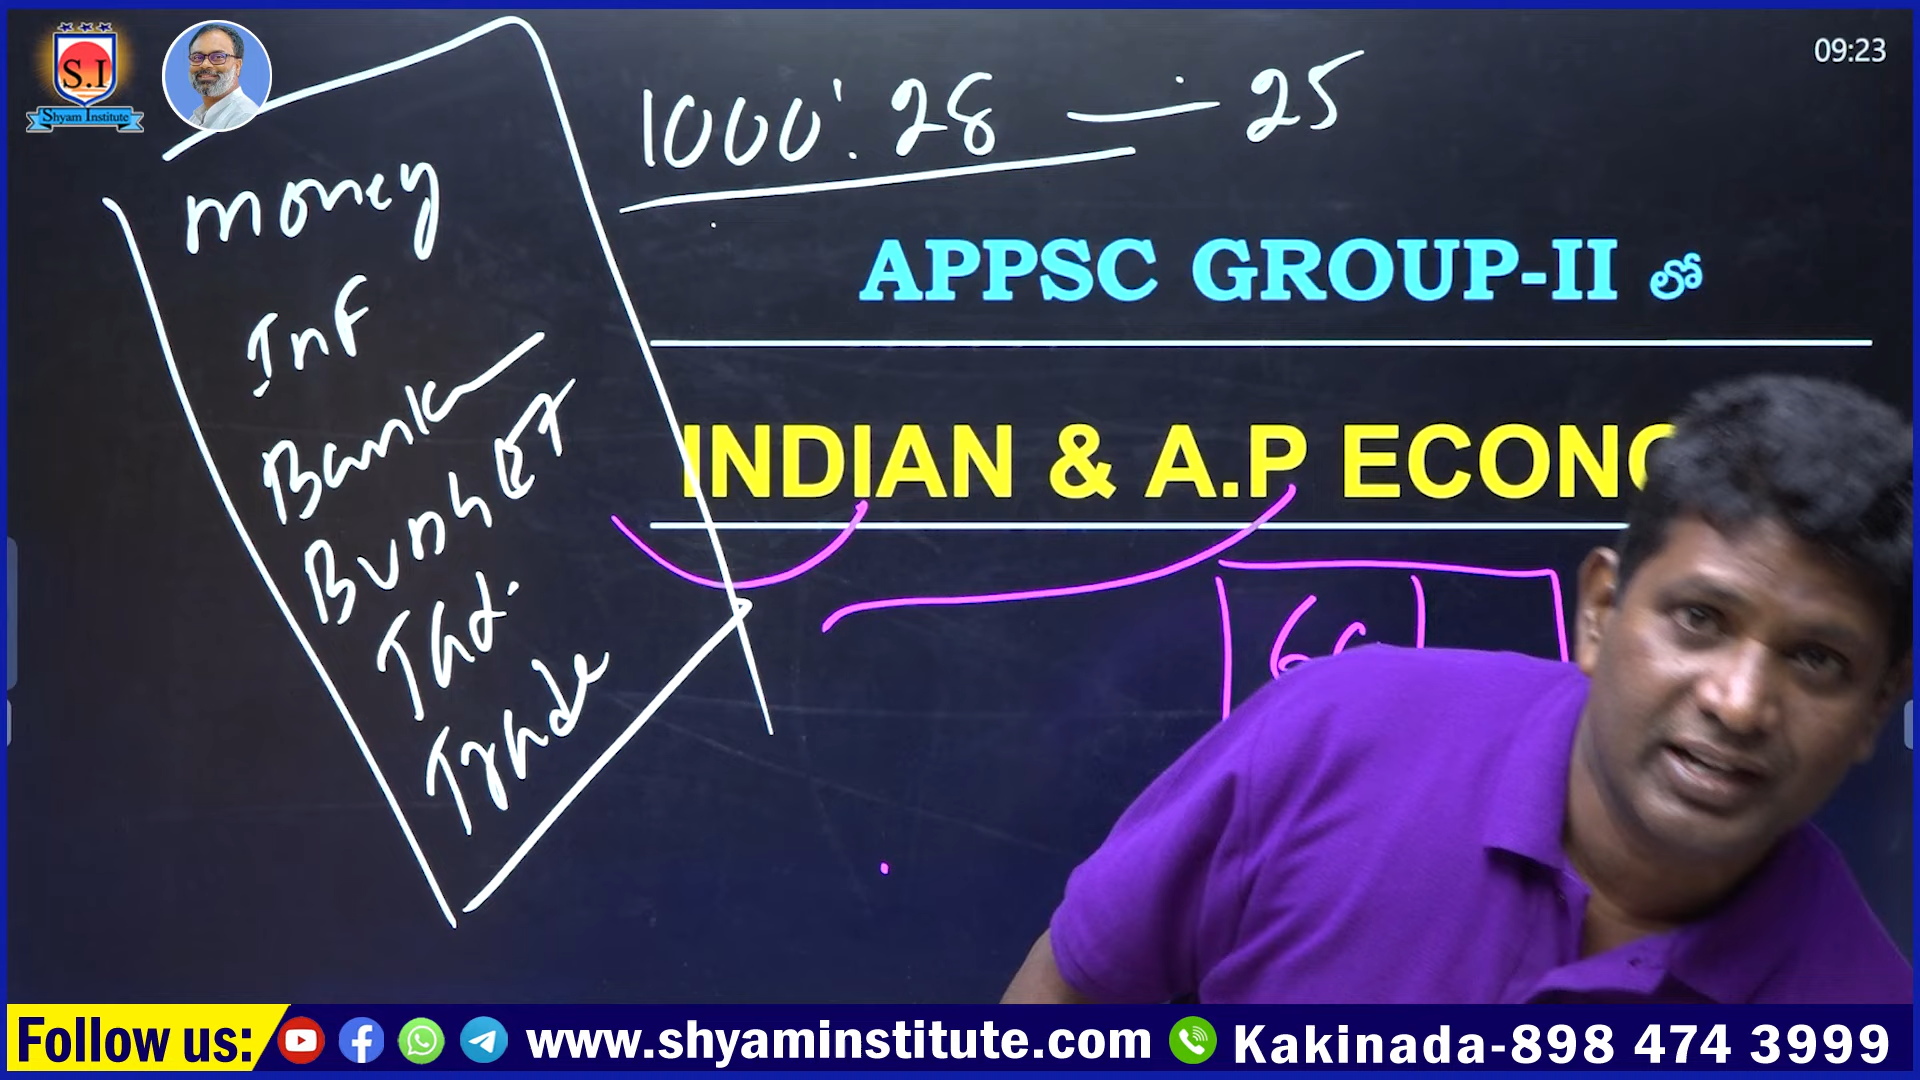 S.I
Shyam Institute
09:23
1000: 28 — 25
money
Inf
Bank
BUDGET
Trade
APPSC GROUP-II లో
INDIAN & A.P ECONO
Follow us:
www.shyaminstitute.com
Kakinada-898 474 3999